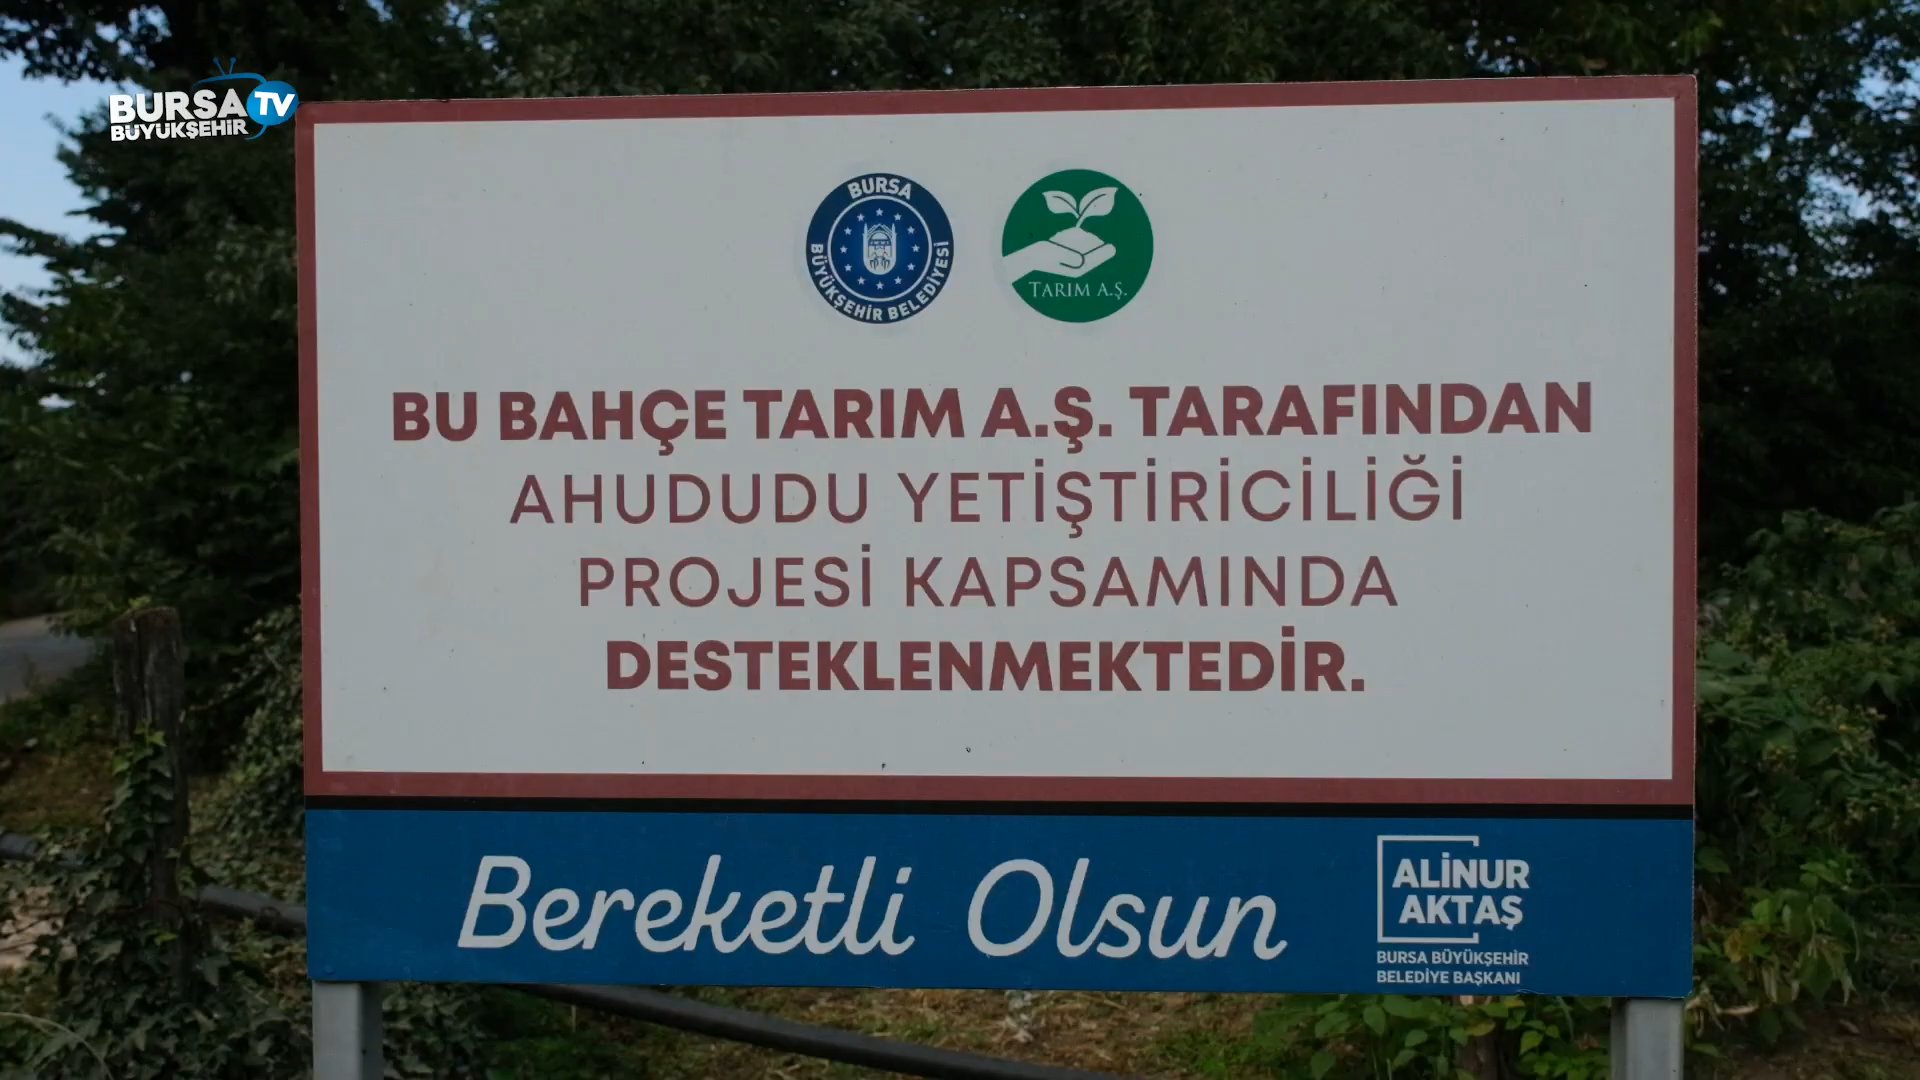 BURSA TV
BÜYÜKŞEHİR
BURSA
BÜYÜKŞEHİR BELEDİYESİ
TARIM A.Ş.
BU BAHÇE TARIM A.Ş. TARAFINDAN
AHUDUDU YETİŞTİRİCİLİĞİ
PROJESİ KAPSAMINDA
DESTEKLENMEKTEDİR.
Bereketli Olsun
ALİNUR
AKTAŞ
BURSA BÜYÜKŞEHİR
BELEDİYE BAŞKANI